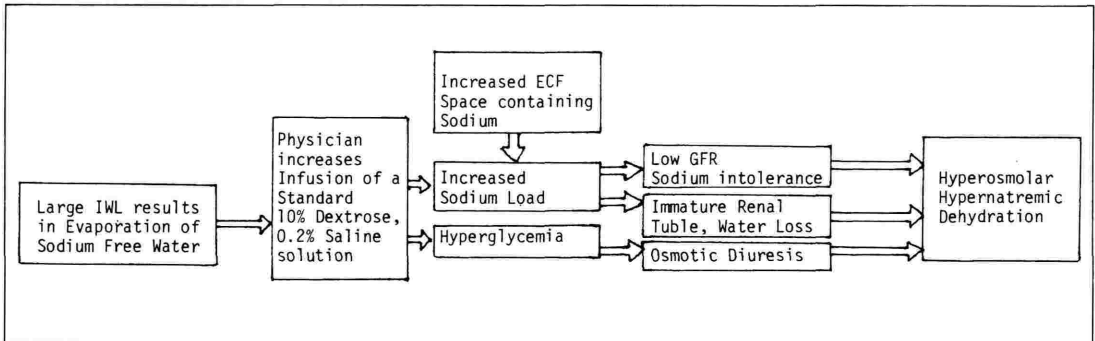 Large IWL results
in Evaporation of
Sodium Free Water
Physician
increases
Infusion of a
Standard
10% Dextrose,
0.2% Saline
solution
Increased ECF
Space containing
Sodium
Increased
Sodium Load
Hyperglycemia
Low GFR
Sodium intolerance
Immature Renal
Tuble, Water Loss
Osmotic Diuresis
Hyperosmolar
Hypernatremic
Dehydration